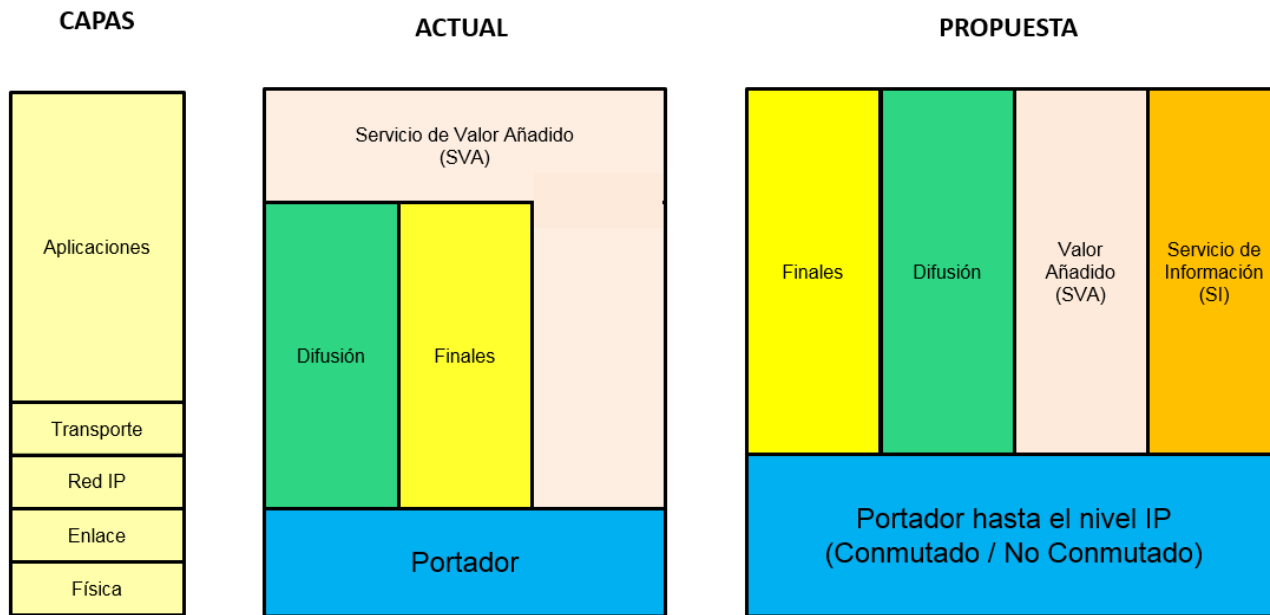 CAPAS
ACTUAL
PROPUESTA
Aplicaciones
Transporte
Red IP
Enlace
Física
Servicio de Valor Añadido
(SVA)
Difusión
Finales
Portador
Finales
Difusión
Valor
Añadido
(SVA)
Servicio de
Información
(SI)
Portador hasta el nivel IP
(Conmutado / No Conmutado)